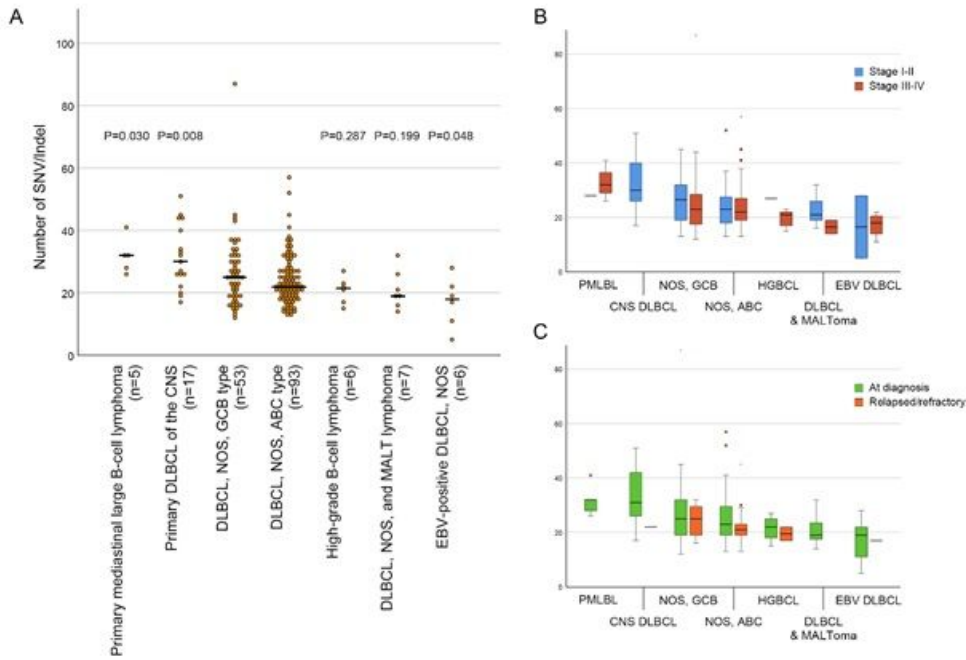 A
Number of SNV/Indel
100
80
60
40
20
0
P=0.030 P=0.008 P=0.287 P=0.199 P=0.048
Primary mediastinal large B-cell lymphoma
(n=5)
Primary DLBCL of the CNS
(n=17)
DLBCL, NOS, GCB type
(n=53)
DLBCL, NOS, ABC type
(n=93)
High-grade B-cell lymphoma
(n=6)
DLBCL, NOS, and MALT lymphoma
(n=7)
EBV-positive DLBCL, NOS
(n=6)
B
80
60
40
20
0
Stage I-II
Stage III-IV
PMLBL NOS, GCB HGBCL EBV DLBCL
CNS DLBCL NOS, ABC DLBCL
& MALToma
C
80
60
40
20
0
At diagnosis
Relapsed/refractory
PMLBL NOS, GCB HGBCL EBV DLBCL
CNS DLBCL NOS, ABC DLBCL
& MALToma